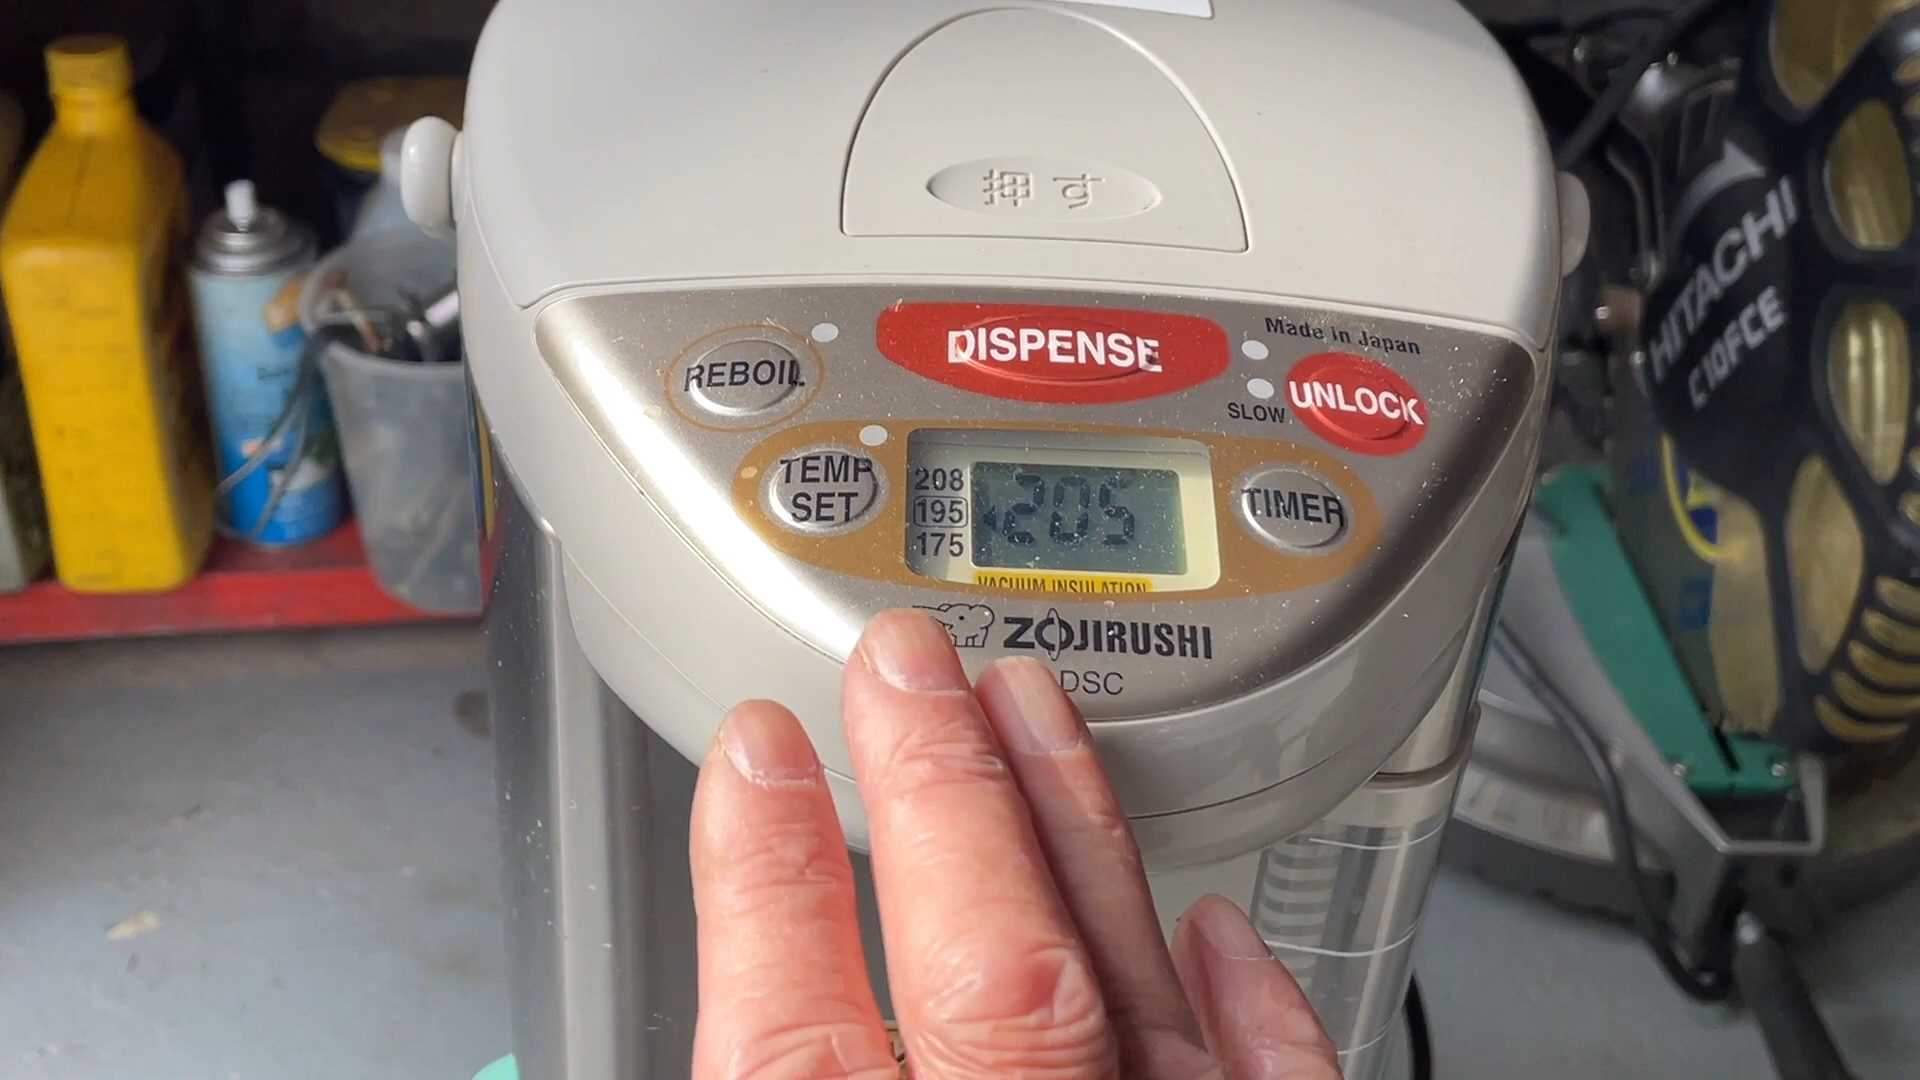 押す
DISPENSE
Made in Japan
REBOIL
UNLOCK
SLOW
TEMP
SET
208
195
175
205
TIMER
VACUUM INSULATION
ZOJIRUSHI
DSC
HITACHI
C10FCE